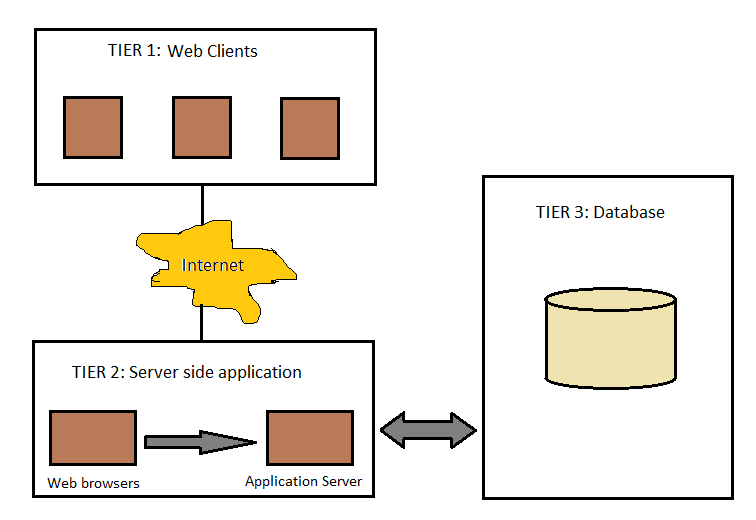 TIER 1: Web Clients
Internet
TIER 2: Server side application
Web browsers
Application Server
TIER 3: Database